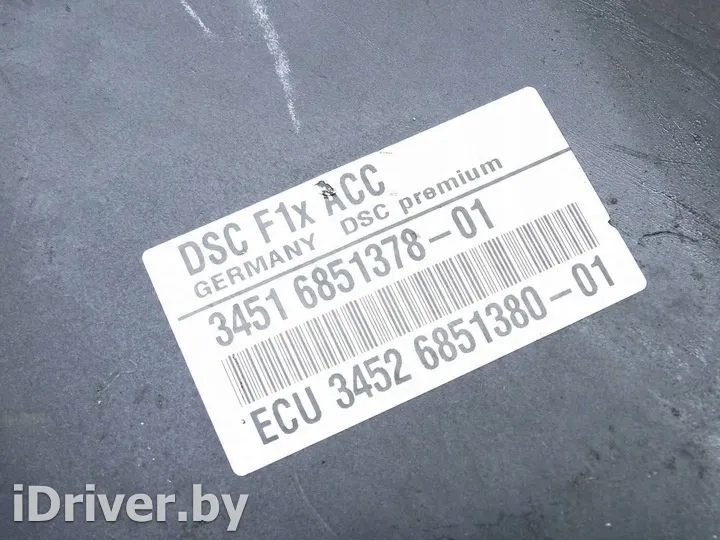 DSC F1x ACC
GERMANY DSC premium
3451 6851378-01
ECU 3452 6851380-01
iDriver.by